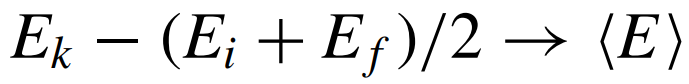 E_k − (E_i + E_f)/2 → ⟨E⟩